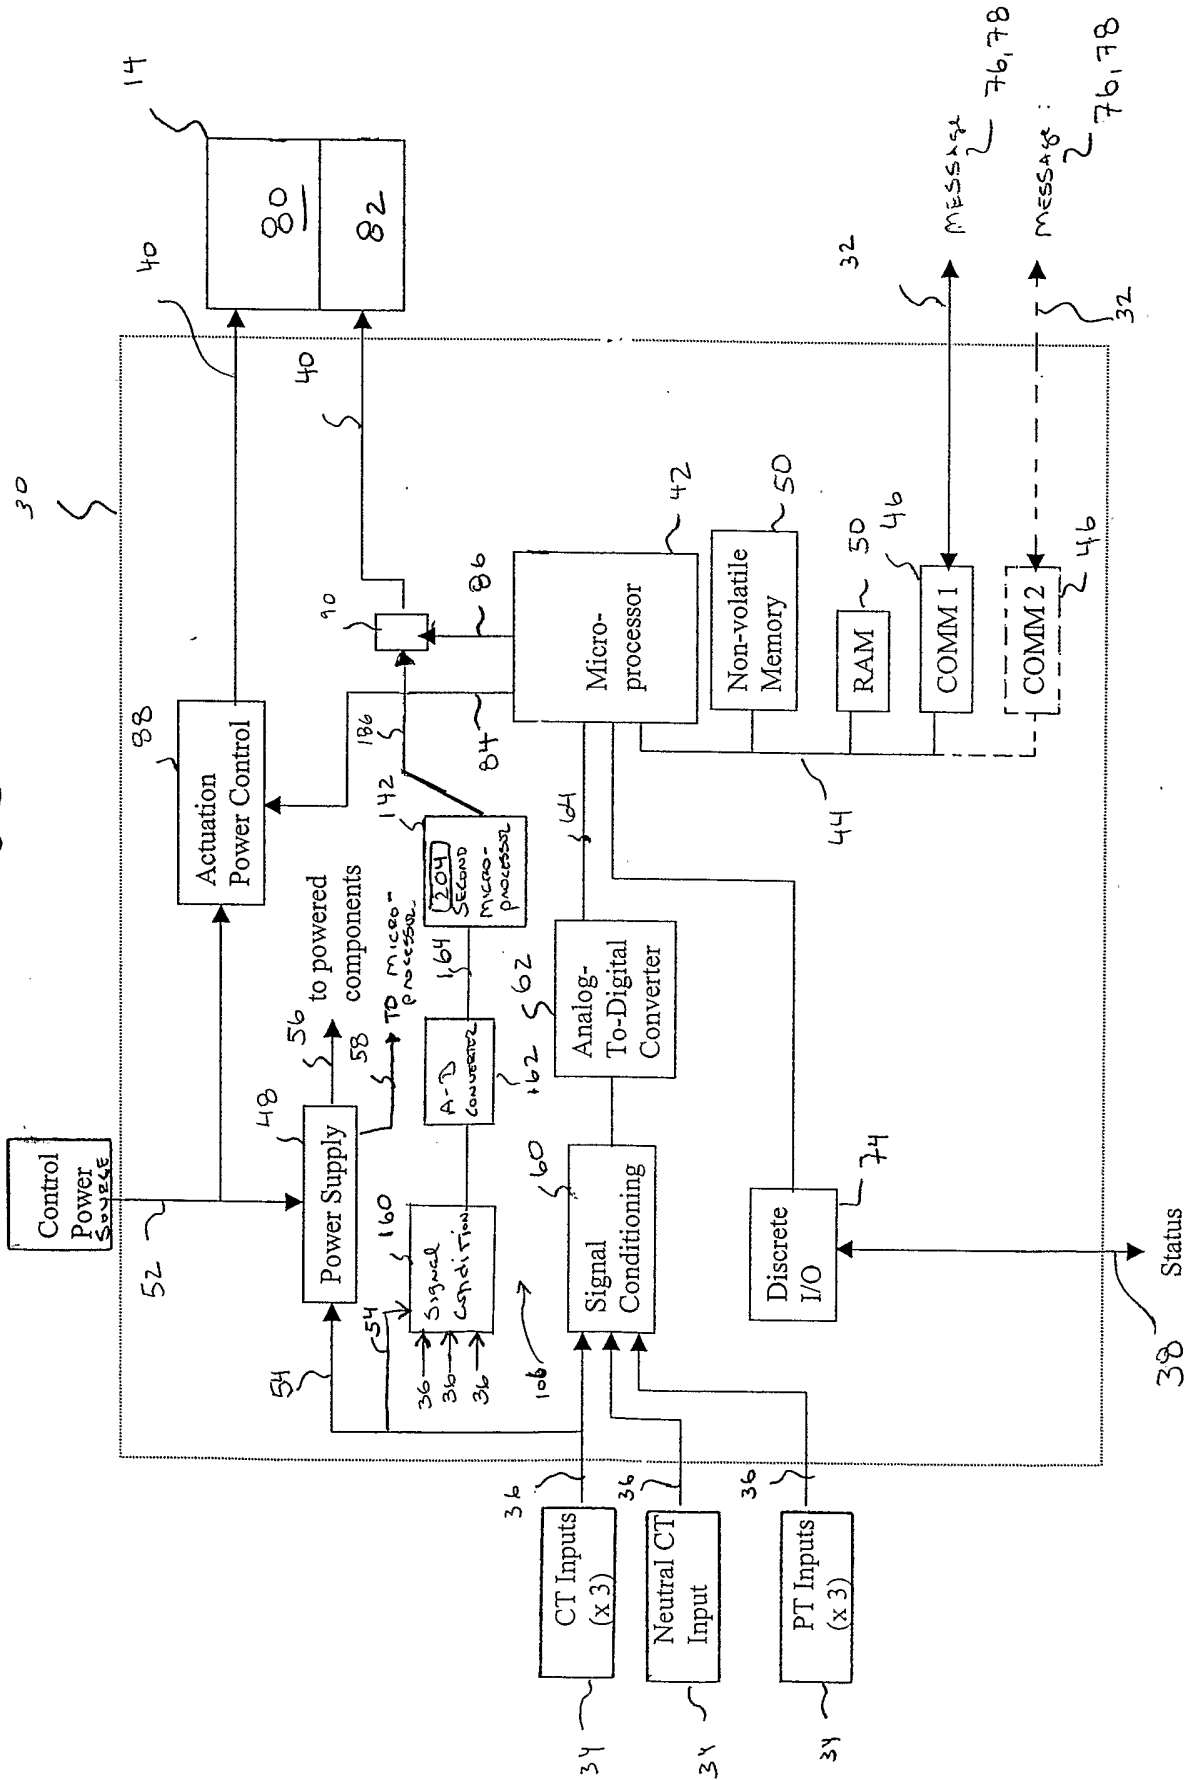 30
14
80
82
40
40
Control
Power
SOURCE
52
88
Actuation
Power Control
48
Power Supply
56
to powered
components
58
TO Micro-
processor
54
54
36
36
36
160
Signal
Condition
A-D
CONVERTER
162
164
142
204
SECOND
MICRO-
processor
186
84
86
90
106
60
Signal
Conditioning
62
Analog-
To-Digital
Converter
64
Micro-
processor
42
Non-volatile
Memory
50
RAM
50
COMM 1
46
COMM 2
46
44
32
MESSAGE
76,78
32
MESSAGE
76,78
Discrete
I/O
74
38
Status
CT Inputs
(x 3)
34
36
Neutral CT
Input
34
36
PT Inputs
(x 3)
34
36